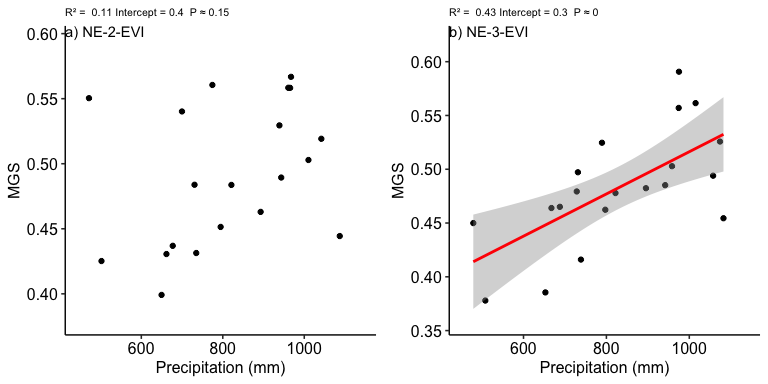 R² = 0.11 Intercept = 0.4 P ≈ 0.15
a) NE-2-EVI
0.60
0.55
0.50
0.45
0.40
MGS
600 800 1000
Precipitation (mm)
R² = 0.43 Intercept = 0.3 P ≈ 0
b) NE-3-EVI
0.60
0.55
0.50
0.45
0.40
0.35
MGS
600 800 1000
Precipitation (mm)